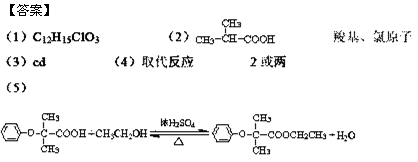 【答案】
(1) C₁₂H₁₅ClO₃ (2) CH₃ CH₃-CH-COOH 羧基、氯原子
(3) cd (4) 取代反应 2 或两
(5)
CH₃ CH₃
-O-C-COOH+CH₃CH₂OH 浓H₂SO₄ △ -O-C-COOCH₂CH₃+H₂O
CH₃ CH₃